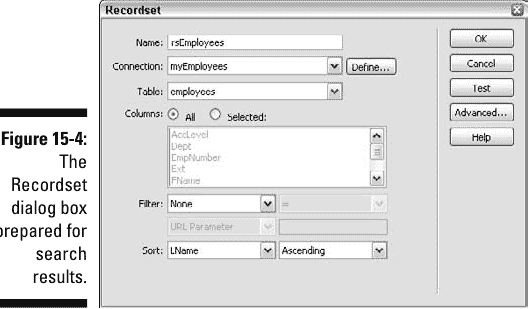 Recordset
Name: rsEmployees
OK
Connection: myEmployees
Define...
Cancel
Table: employees
Test
Columns: All Selected:
Advanced...
AccLevel
Dept
EmpNumber
Ext
FName
Help
Filter: None =
URL Parameter
Sort: LName Ascending
Figure 15-4:
The
Recordset
dialog box
prepared for
search
results.